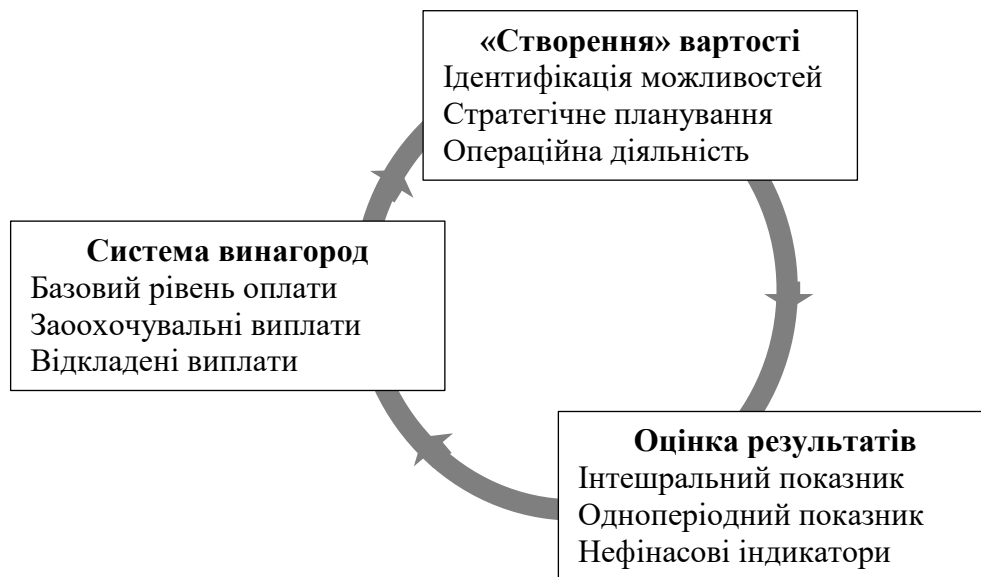 «Створення» вартості
Ідентифікація можливостей
Стратегічне планування
Операційна діяльність
Система винагород
Базовий рівень оплати
Заоохочувальні виплати
Відкладені виплати
Оцінка результатів
Інтешральний показник
Одноперіодний показник
Нефінасові індикатори